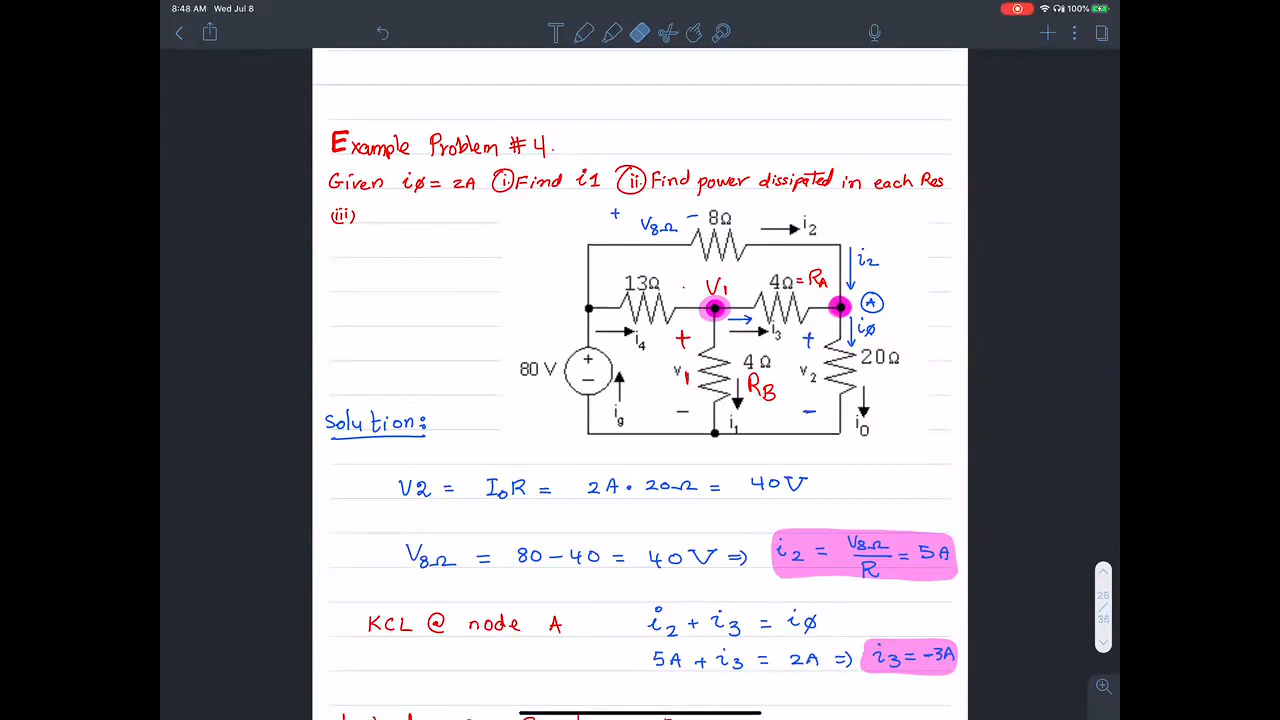 8:48 AM Wed Jul 8
100%
Example Problem # 4.
Given iø = 2A (i) Find i1 (ii) Find power dissipated in each Res
(iii)
+ V8Ω - 8Ω i2
i2
13Ω V1 4Ω = RA
A
i4 i3 iø
+ +
80 V + − v1 4 Ω RB v2 20Ω
ig − i1 − i0
Solution:
V2 = I0R = 2A · 20Ω = 40V
V8Ω = 80 - 40 = 40V => i2 = V8Ω / R = 5A
KCL @ node A i2 + i3 = iø
5A + i3 = 2A => i3 = -3A